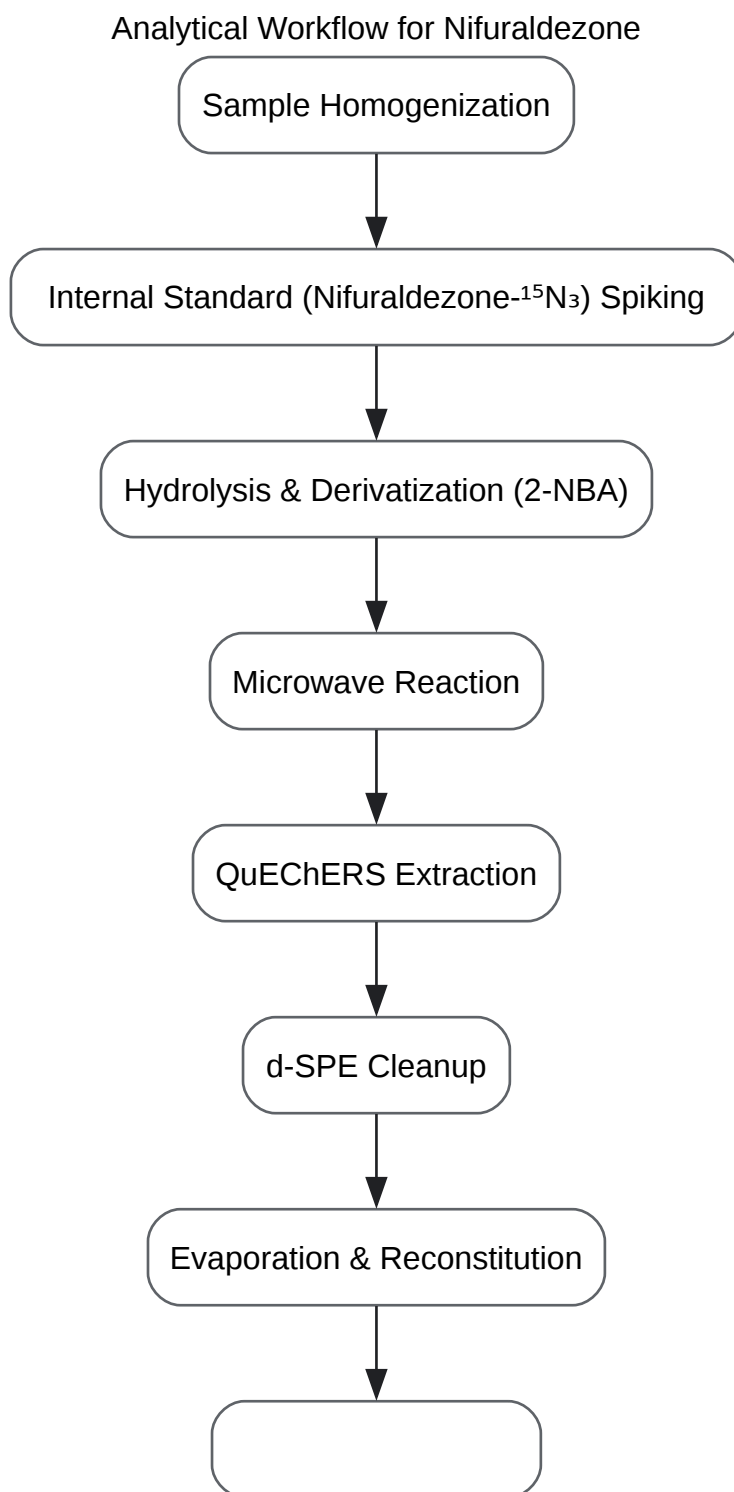 Analytical Workflow for Nifuraldezone
Sample Homogenization
Internal Standard (Nifuraldezone-¹⁵N₃) Spiking
Hydrolysis & Derivatization (2-NBA)
Microwave Reaction
QuEChERS Extraction
d-SPE Cleanup
Evaporation & Reconstitution